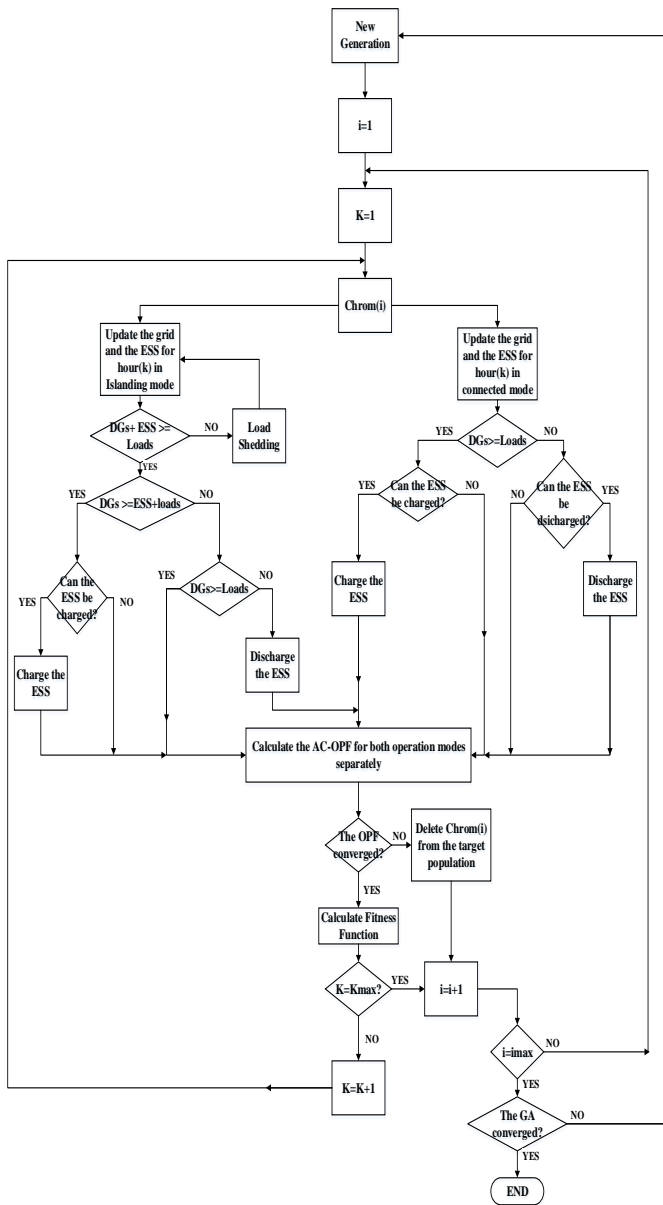 New
Generation
i=1
K=1
Chrom(i)
Update the grid
and the ESS for
hour(k) in
Islanding mode
Update the grid
and the ESS for
hour(k) in
connected mode
DGs+ ESS >=
Loads
NO
Load
Shedding
YES
YES
DGs>=Loads
NO
YES
DGs >=ESS+loads
NO
YES
Can the ESS
be charged?
NO
NO
Can the ESS
be
dsicharged?
YES
Can the
ESS be
charged?
YES
NO
YES
DGs>=Loads
NO
Charge the
ESS
Discharge
the ESS
Charge the
ESS
Discharge
the ESS
Calculate the AC-OPF for both operation modes
separately
The OPF
converged?
NO
Delete Chrom(i)
from the target
population
YES
Calculate Fitness
Function
K=Kmax?
YES
i=i+1
NO
i=imax
NO
K=K+1
YES
The GA
converged?
NO
YES
END